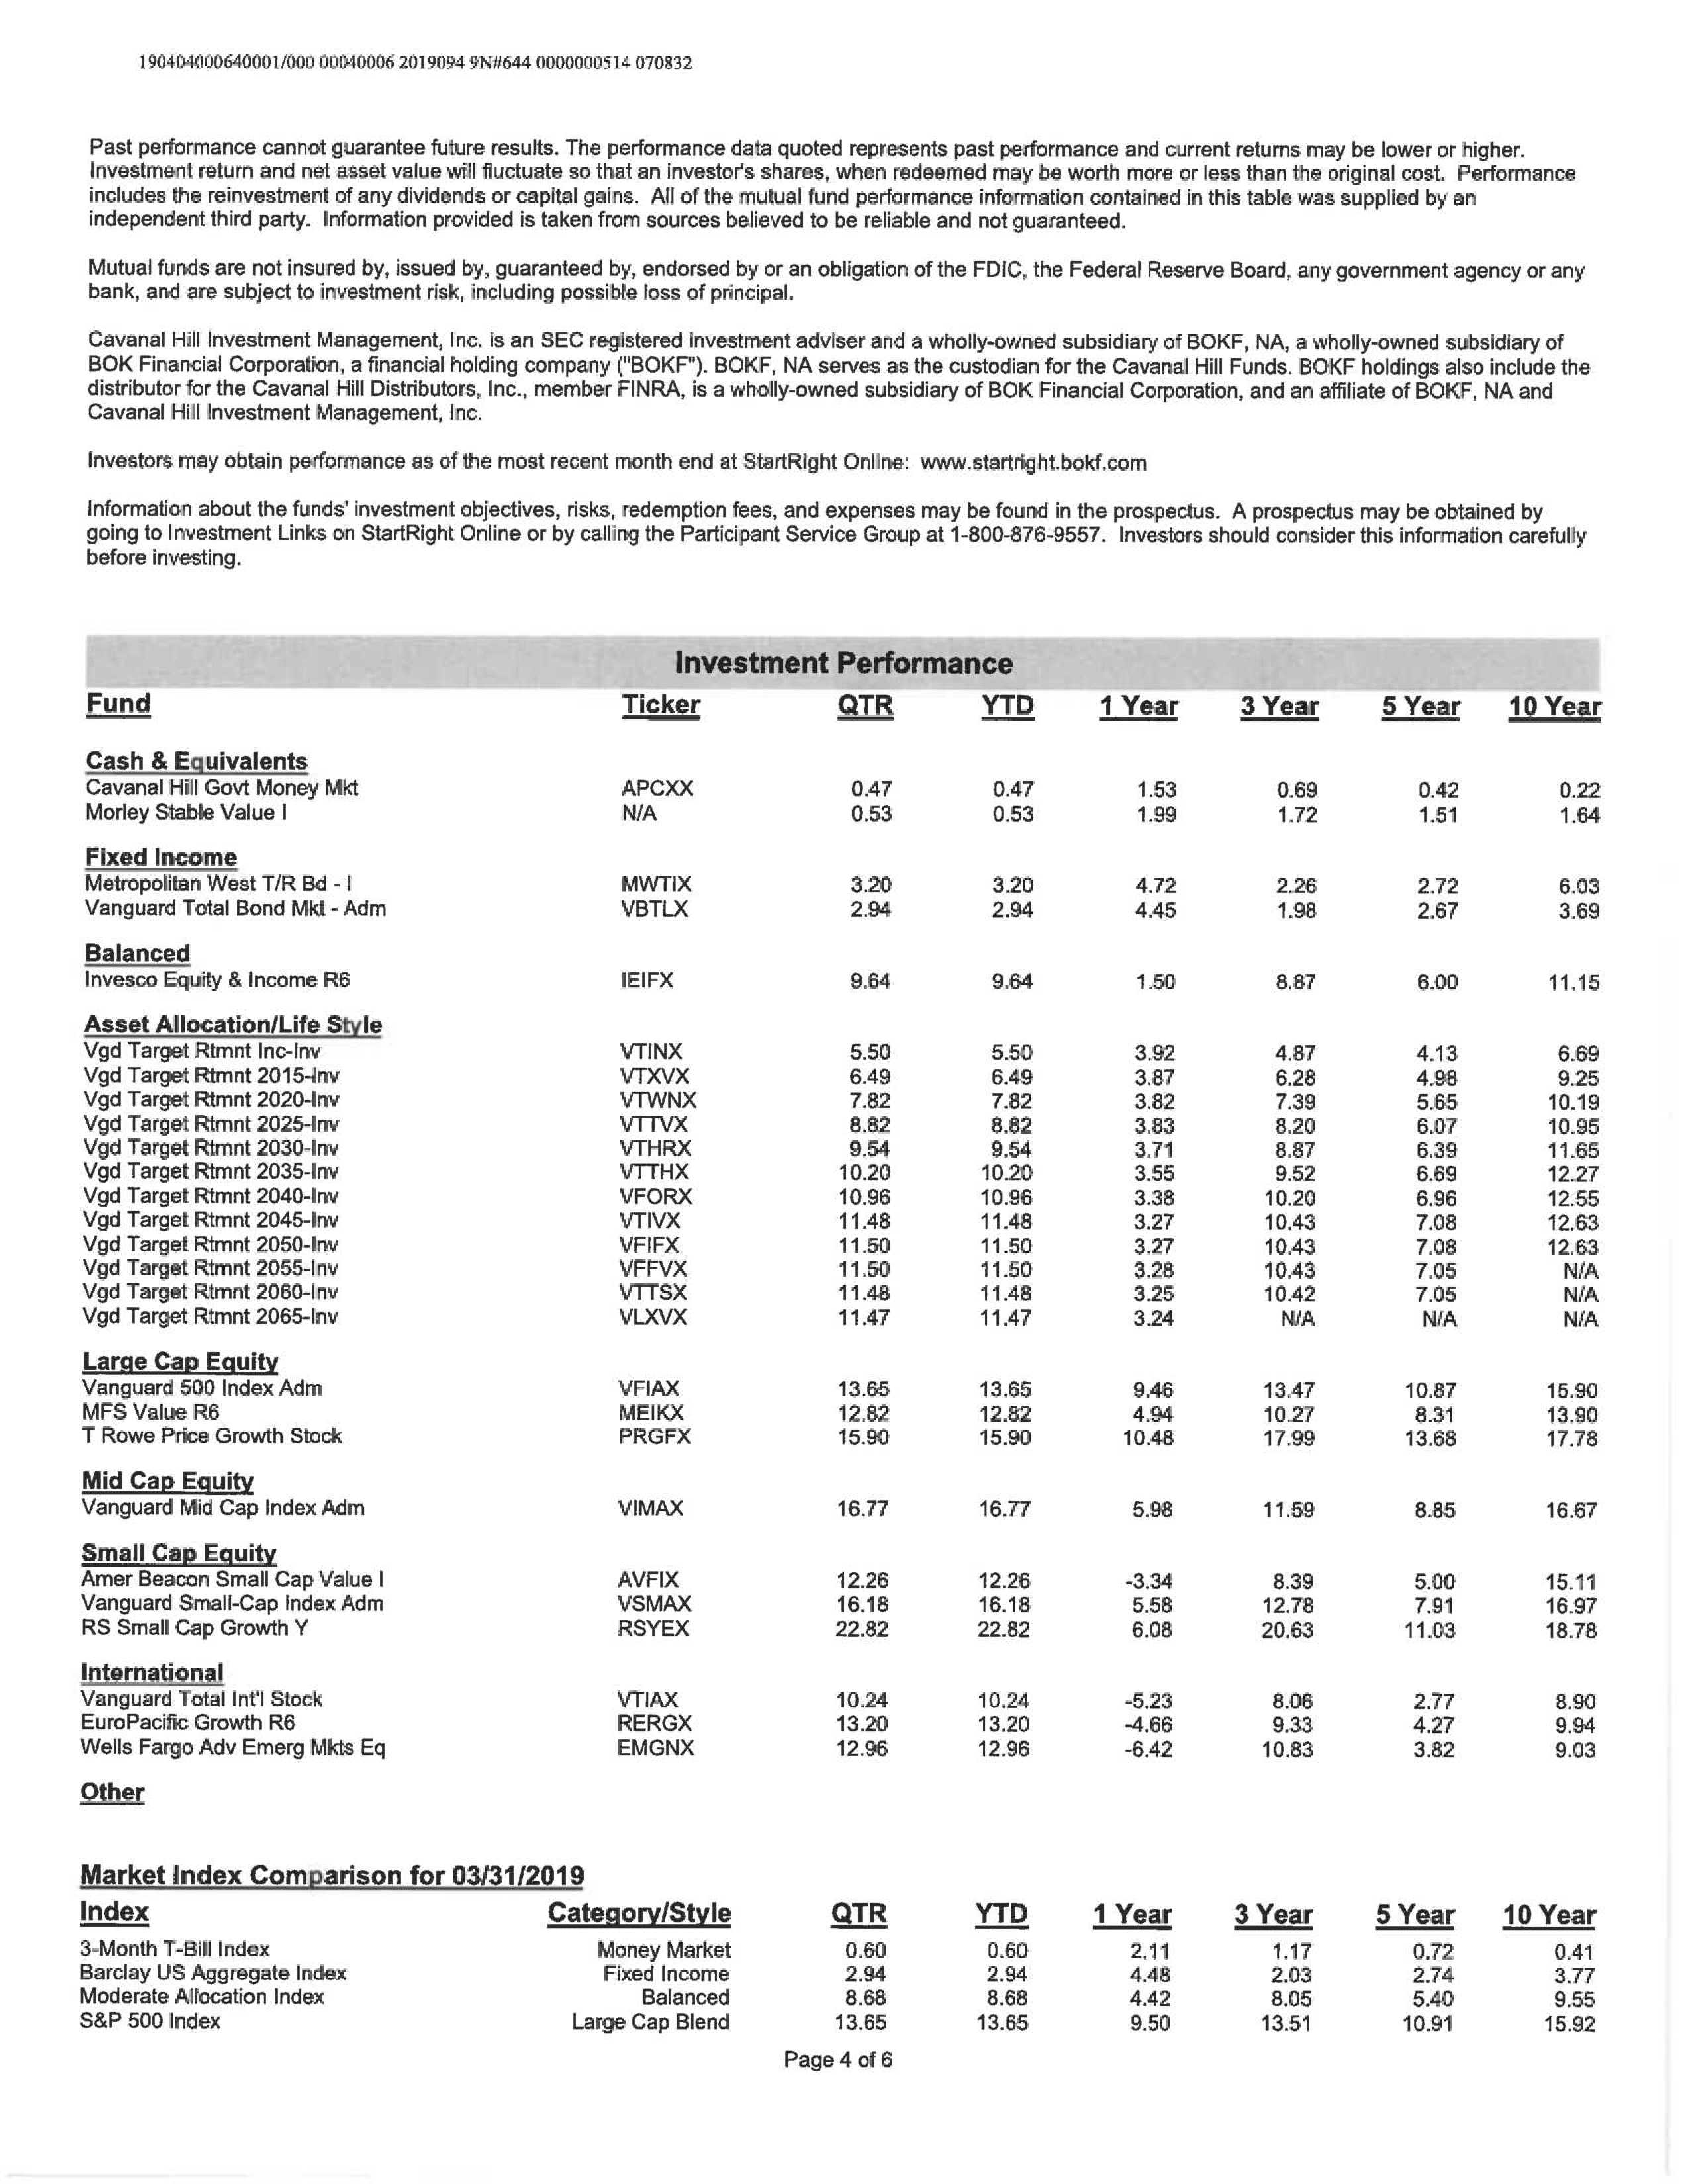 190404000640001/000 00040006 2019094 9N#644 0000000514 070832
Past performance cannot guarantee future results. The performance data quoted represents past performance and current returns may be lower or higher.
Investment return and net asset value will fluctuate so that an investor's shares, when redeemed may be worth more or less than the original cost. Performance
includes the reinvestment of any dividends or capital gains. All of the mutual fund performance information contained in this table was supplied by an
independent third party. Information provided is taken from sources believed to be reliable and not guaranteed.
Mutual funds are not insured by, issued by, guaranteed by, endorsed by or an obligation of the FDIC, the Federal Reserve Board, any government agency or any
bank, and are subject to investment risk, including possible loss of principal.
Cavanal Hill Investment Management, Inc. is an SEC registered investment adviser and a wholly-owned subsidiary of BOKF, NA, a wholly-owned subsidiary of
BOK Financial Corporation, a financial holding company ("BOKF"). BOKF, NA serves as the custodian for the Cavanal Hill Funds. BOKF holdings also include the
distributor for the Cavanal Hill Distributors, Inc., member FINRA, is a wholly-owned subsidiary of BOK Financial Corporation, and an affiliate of BOKF, NA and
Cavanal Hill Investment Management, Inc.
Investors may obtain performance as of the most recent month end at StartRight Online: www.startright.bokf.com
Information about the funds' investment objectives, risks, redemption fees, and expenses may be found in the prospectus. A prospectus may be obtained by
going to Investment Links on StartRight Online or by calling the Participant Service Group at 1-800-876-9557. Investors should consider this information carefully
before investing.
Investment Performance
Fund Ticker QTR YTD 1 Year 3 Year 5 Year 10 Year
Cash & Equivalents
Cavanal Hill Govt Money Mkt APCXX 0.47 0.47 1.53 0.69 0.42 0.22
Morley Stable Value I N/A 0.53 0.53 1.99 1.72 1.51 1.64
Fixed Income
Metropolitan West T/R Bd - I MWTIX 3.20 3.20 4.72 2.26 2.72 6.03
Vanguard Total Bond Mkt - Adm VBTLX 2.94 2.94 4.45 1.98 2.67 3.69
Balanced
Invesco Equity & Income R6 IEIFX 9.64 9.64 1.50 8.87 6.00 11.15
Asset Allocation/Life Style
Vgd Target Rtmnt Inc-Inv VTINX 5.50 5.50 3.92 4.87 4.13 6.69
Vgd Target Rtmnt 2015-Inv VTXVX 6.49 6.49 3.87 6.28 4.98 9.25
Vgd Target Rtmnt 2020-Inv VTWNX 7.82 7.82 3.82 7.39 5.65 10.19
Vgd Target Rtmnt 2025-Inv VTTVX 8.82 8.82 3.83 8.20 6.07 10.95
Vgd Target Rtmnt 2030-Inv VTHRX 9.54 9.54 3.71 8.87 6.39 11.65
Vgd Target Rtmnt 2035-Inv VTTHX 10.20 10.20 3.55 9.52 6.69 12.27
Vgd Target Rtmnt 2040-Inv VFORX 10.96 10.96 3.38 10.20 6.96 12.55
Vgd Target Rtmnt 2045-Inv VTIVX 11.48 11.48 3.27 10.43 7.08 12.63
Vgd Target Rtmnt 2050-Inv VFIFX 11.50 11.50 3.27 10.43 7.08 12.63
Vgd Target Rtmnt 2055-Inv VFFVX 11.50 11.50 3.28 10.43 7.05 N/A
Vgd Target Rtmnt 2060-Inv VTTSX 11.48 11.48 3.25 10.42 7.05 N/A
Vgd Target Rtmnt 2065-Inv VLXVX 11.47 11.47 3.24 N/A N/A N/A
Large Cap Equity
Vanguard 500 Index Adm VFIAX 13.65 13.65 9.46 13.47 10.87 15.90
MFS Value R6 MEIKX 12.82 12.82 4.94 10.27 8.31 13.90
T Rowe Price Growth Stock PRGFX 15.90 15.90 10.48 17.99 13.68 17.78
Mid Cap Equity
Vanguard Mid Cap Index Adm VIMAX 16.77 16.77 5.98 11.59 8.85 16.67
Small Cap Equity
Amer Beacon Small Cap Value I AVFIX 12.26 12.26 -3.34 8.39 5.00 15.11
Vanguard Small-Cap Index Adm VSMAX 16.18 16.18 5.58 12.78 7.91 16.97
RS Small Cap Growth Y RSYEX 22.82 22.82 6.08 20.63 11.03 18.78
International
Vanguard Total Int'l Stock VTIAX 10.24 10.24 -5.23 8.06 2.77 8.90
EuroPacific Growth R6 RERGX 13.20 13.20 -4.66 9.33 4.27 9.94
Wells Fargo Adv Emerg Mkts Eq EMGNX 12.96 12.96 -6.42 10.83 3.82 9.03
Other
Market Index Comparison for 03/31/2019
Index Category/Style QTR YTD 1 Year 3 Year 5 Year 10 Year
3-Month T-Bill Index Money Market 0.60 0.60 2.11 1.17 0.72 0.41
Barclay US Aggregate Index Fixed Income 2.94 2.94 4.48 2.03 2.74 3.77
Moderate Allocation Index Balanced 8.68 8.68 4.42 8.05 5.40 9.55
S&P 500 Index Large Cap Blend 13.65 13.65 9.50 13.51 10.91 15.92
Page 4 of 6